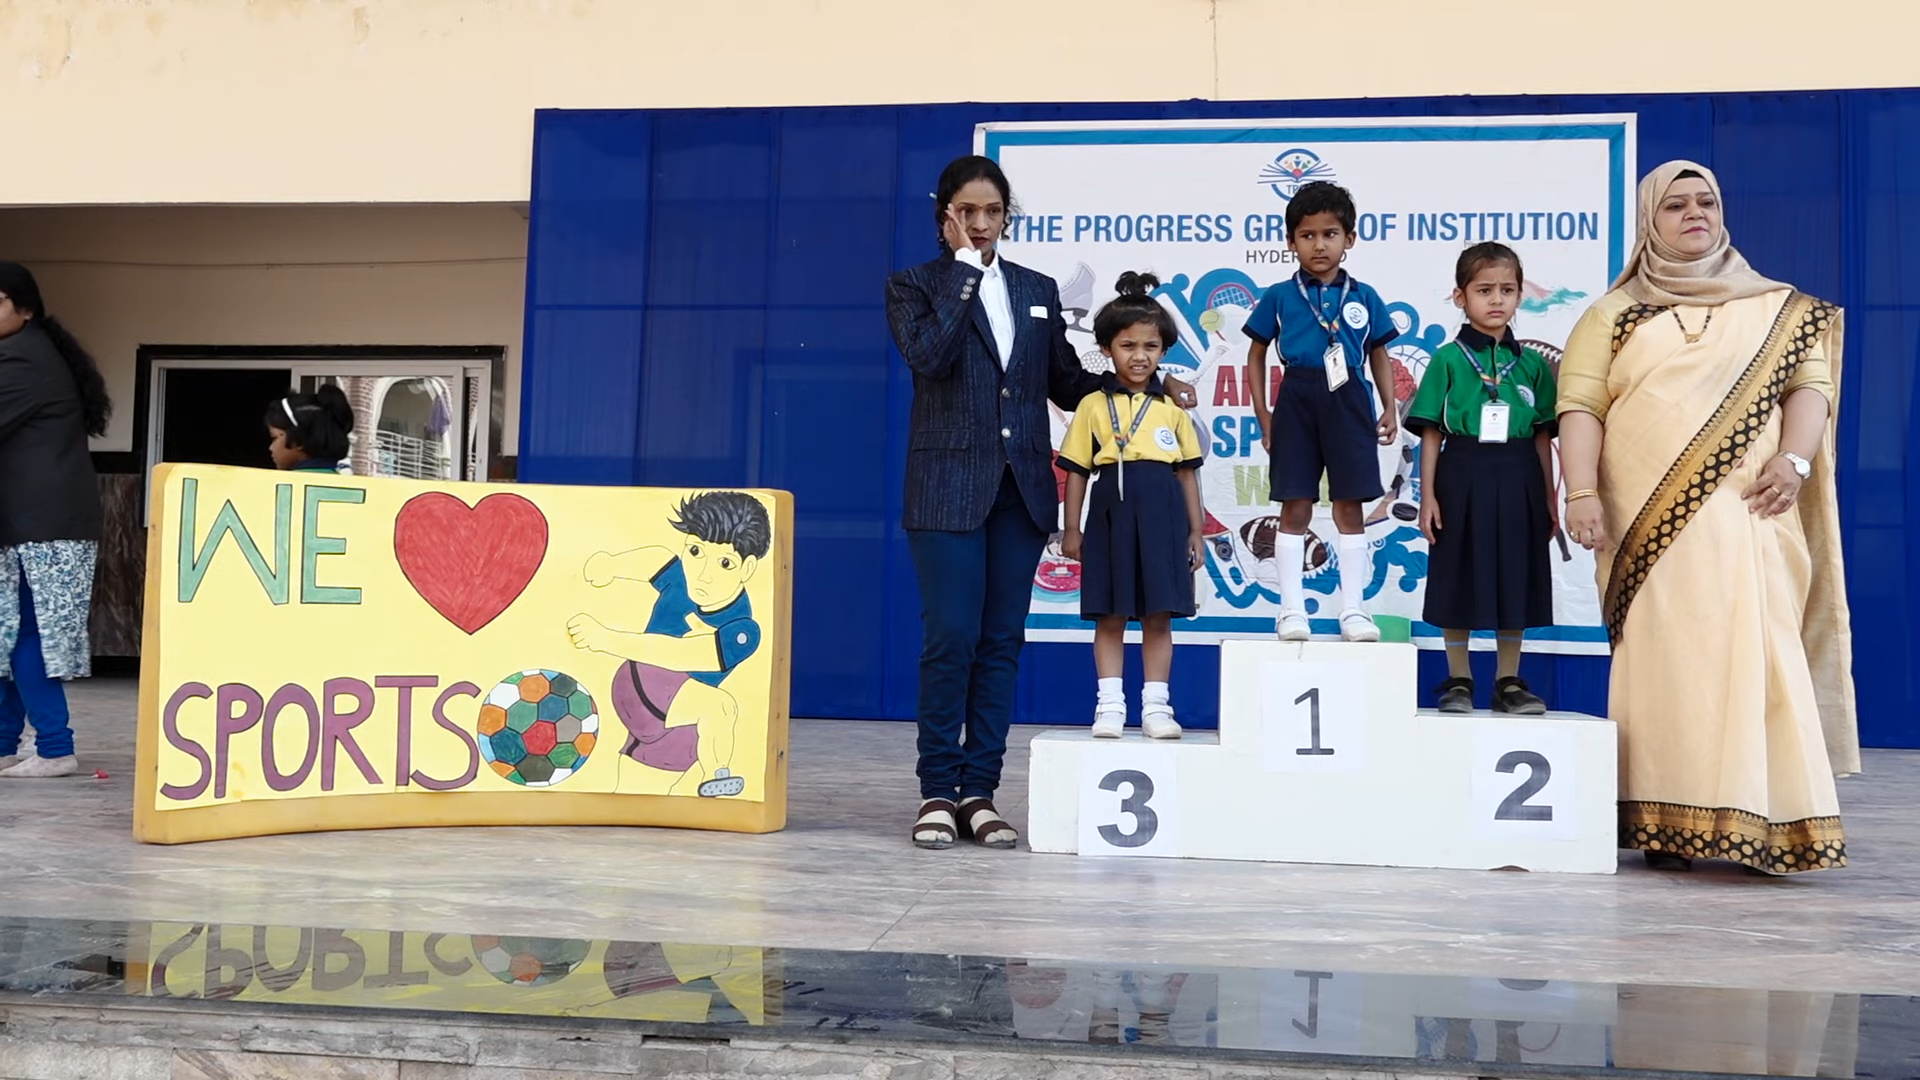 WE
SPORTS
THE PROGRESS GR OF INSTITUTION
HYDER D
AN
SP
W
3
1
2